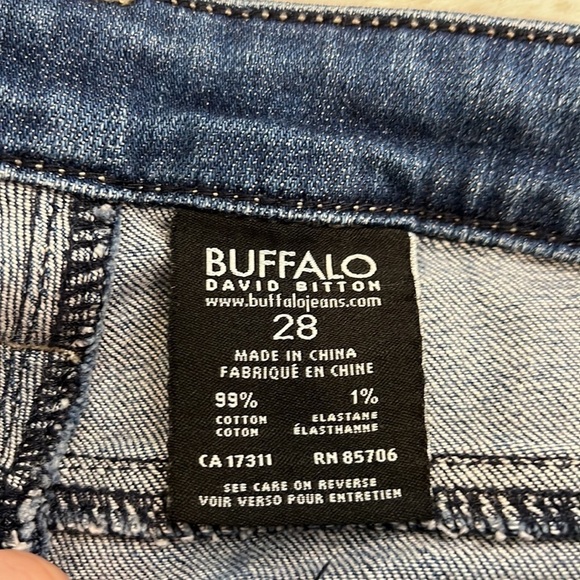 BUFFALO
DAVID BITTON
www.buffalojeans.com
28
MADE IN CHINA
FABRIQUÉ EN CHINE
99% 1%
COTTON ELASTANE
COTON ÉLASTHANNE
CA 17311 RN 85706
SEE CARE ON REVERSE
VOIR VERSO POUR ENTRETIEN